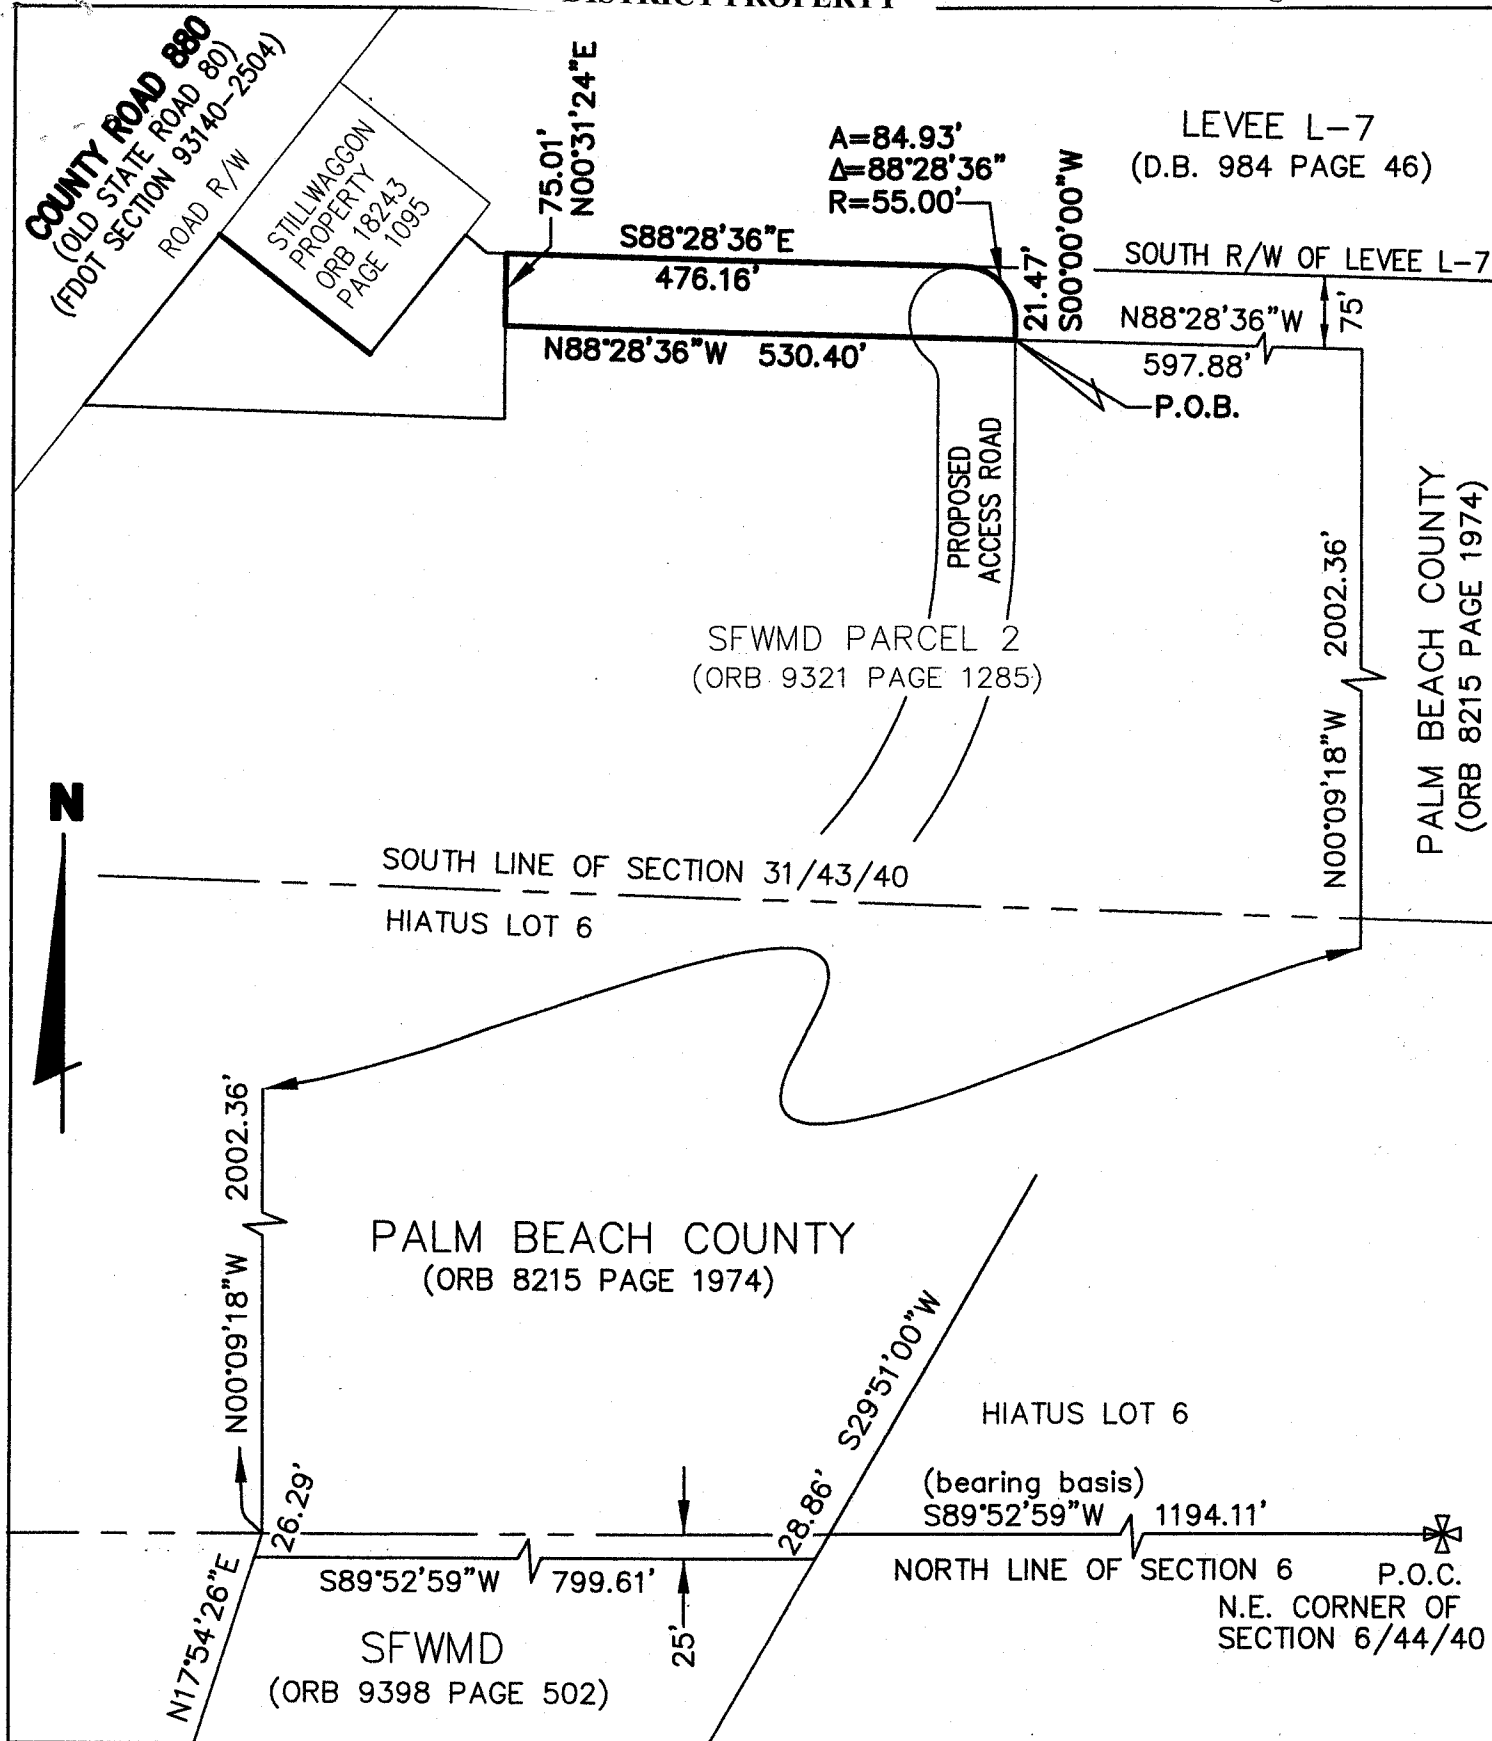 DISTRICT PROPERTY
COUNTY ROAD 880
(OLD STATE ROAD 80)
(FDOT SECTION 93140-2504)
ROAD R/W
STILLWAGGON
PROPERTY
ORB 18243
PAGE 1095
75.01'
N00°31'24"E
A=84.93'
Δ=88°28'36"
R=55.00'
LEVEE L-7
(D.B. 984 PAGE 46)
S88°28'36"E
476.16'
21.47'
S00°00'00"W
SOUTH R/W OF LEVEE L-7
N88°28'36"W
597.88'
75'
N88°28'36"W 530.40'
P.O.B.
PROPOSED
ACCESS ROAD
SFWMD PARCEL 2
(ORB 9321 PAGE 1285)
N00°09'18"W 2002.36'
PALM BEACH COUNTY
(ORB 8215 PAGE 1974)
N
SOUTH LINE OF SECTION 31/43/40
HIATUS LOT 6
N00°09'18"W 2002.36'
PALM BEACH COUNTY
(ORB 8215 PAGE 1974)
S29°51'00"W
28.86'
HIATUS LOT 6
(bearing basis)
S89°52'59"W 1194.11'
NORTH LINE OF SECTION 6
P.O.C.
N.E. CORNER OF
SECTION 6/44/40
26.29'
N17°54'26"E
S89°52'59"W 799.61'
25'
SFWMD
(ORB 9398 PAGE 502)